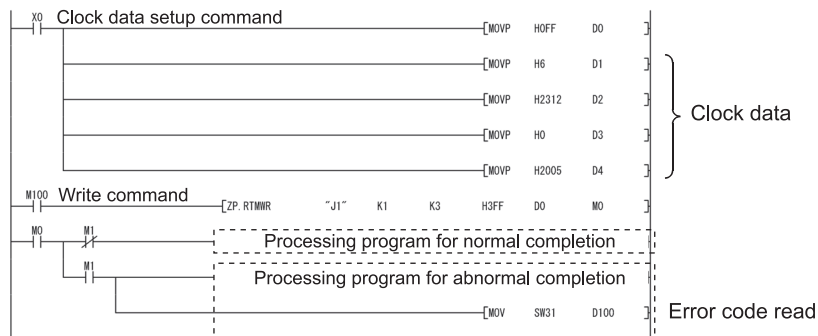 X0 Clock data setup command
MOVP H0FF D0
MOVP H6 D1
MOVP H2312 D2
MOVP H0 D3
MOVP H2005 D4
Clock data
M100 Write command
ZP.RTMWR "J1" K1 K3 H3FF D0 M0
M0 M1 Processing program for normal completion
M1 Processing program for abnormal completion
MOV SW31 D100 Error code read